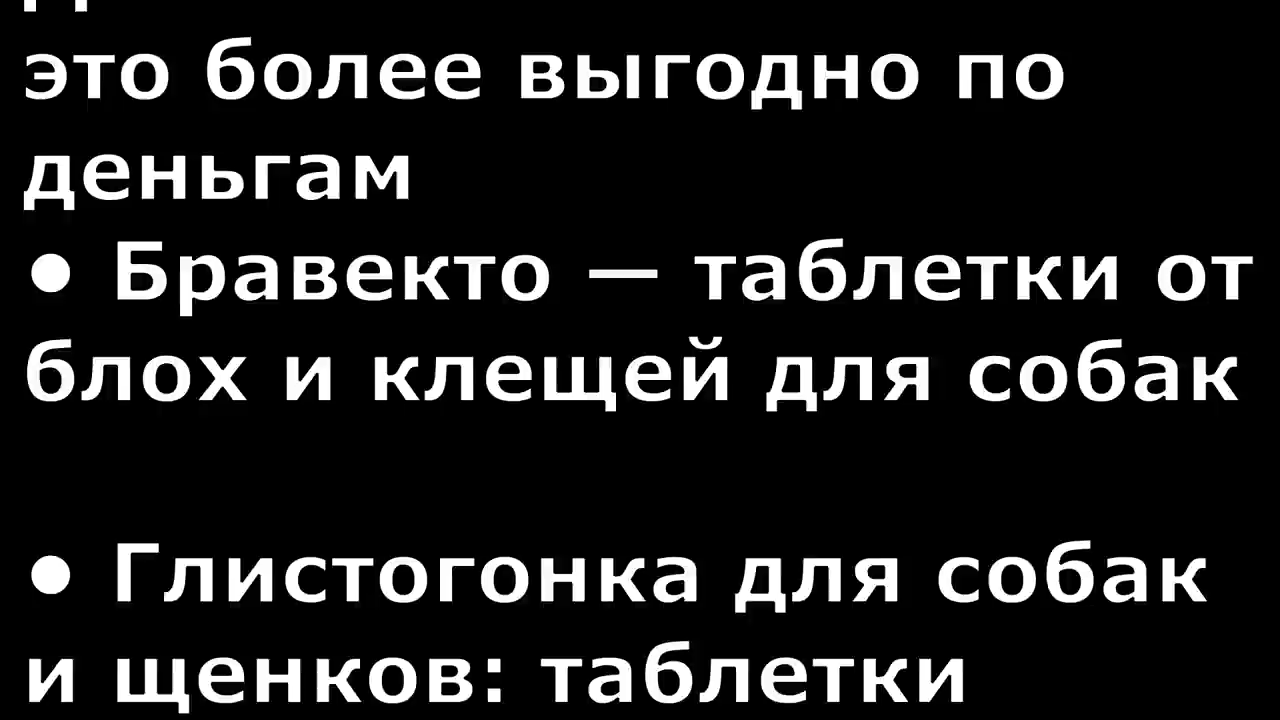 это более выгодно по
деньгам
● Бравекто — таблетки от
блох и клещей для собак
● Глистогонка для собак
и щенков: таблетки